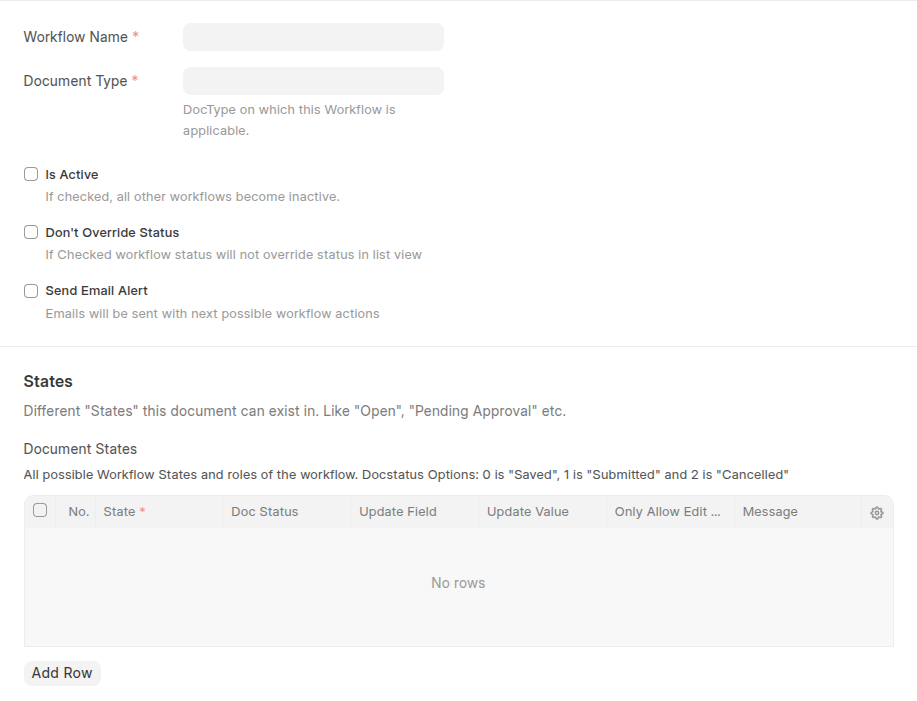 Workflow Name *
Document Type *
DocType on which this Workflow is
applicable.
Is Active
If checked, all other workflows become inactive.
Don't Override Status
If Checked workflow status will not override status in list view
Send Email Alert
Emails will be sent with next possible workflow actions
States
Different "States" this document can exist in. Like "Open", "Pending Approval" etc.
Document States
All possible Workflow States and roles of the workflow. Docstatus Options: 0 is "Saved", 1 is "Submitted" and 2 is "Cancelled"
No. State * Doc Status Update Field Update Value Only Allow Edit ... Message
No rows
Add Row